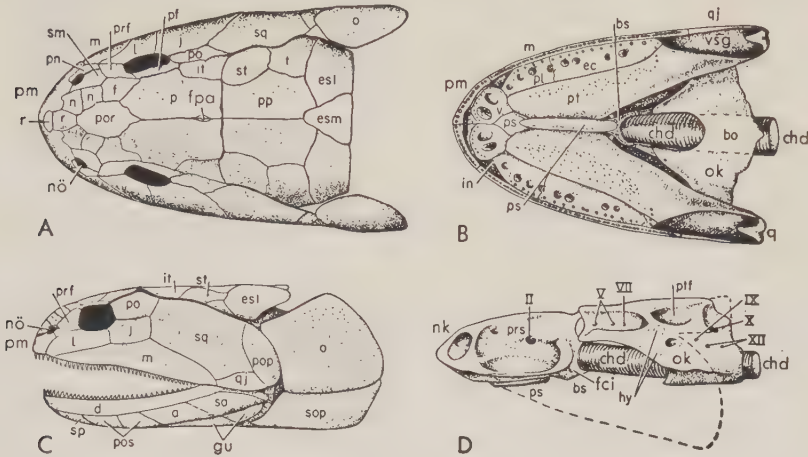 sm m prf l pf j sq o
pn po it st t
pm n n f esl
r r por p fpa pp esm
nö
A
m bs qj
pm pl ec vsg
v pt
ps chd bo chd
in ps ok
q
B
it st
prf po esl
nö
pm l j sq pop o
m qj
d a sa sop
sp pos gu
C
II V VII ptf IX
nk prs X
XII
chd ok chd
ps bs fci hy
D